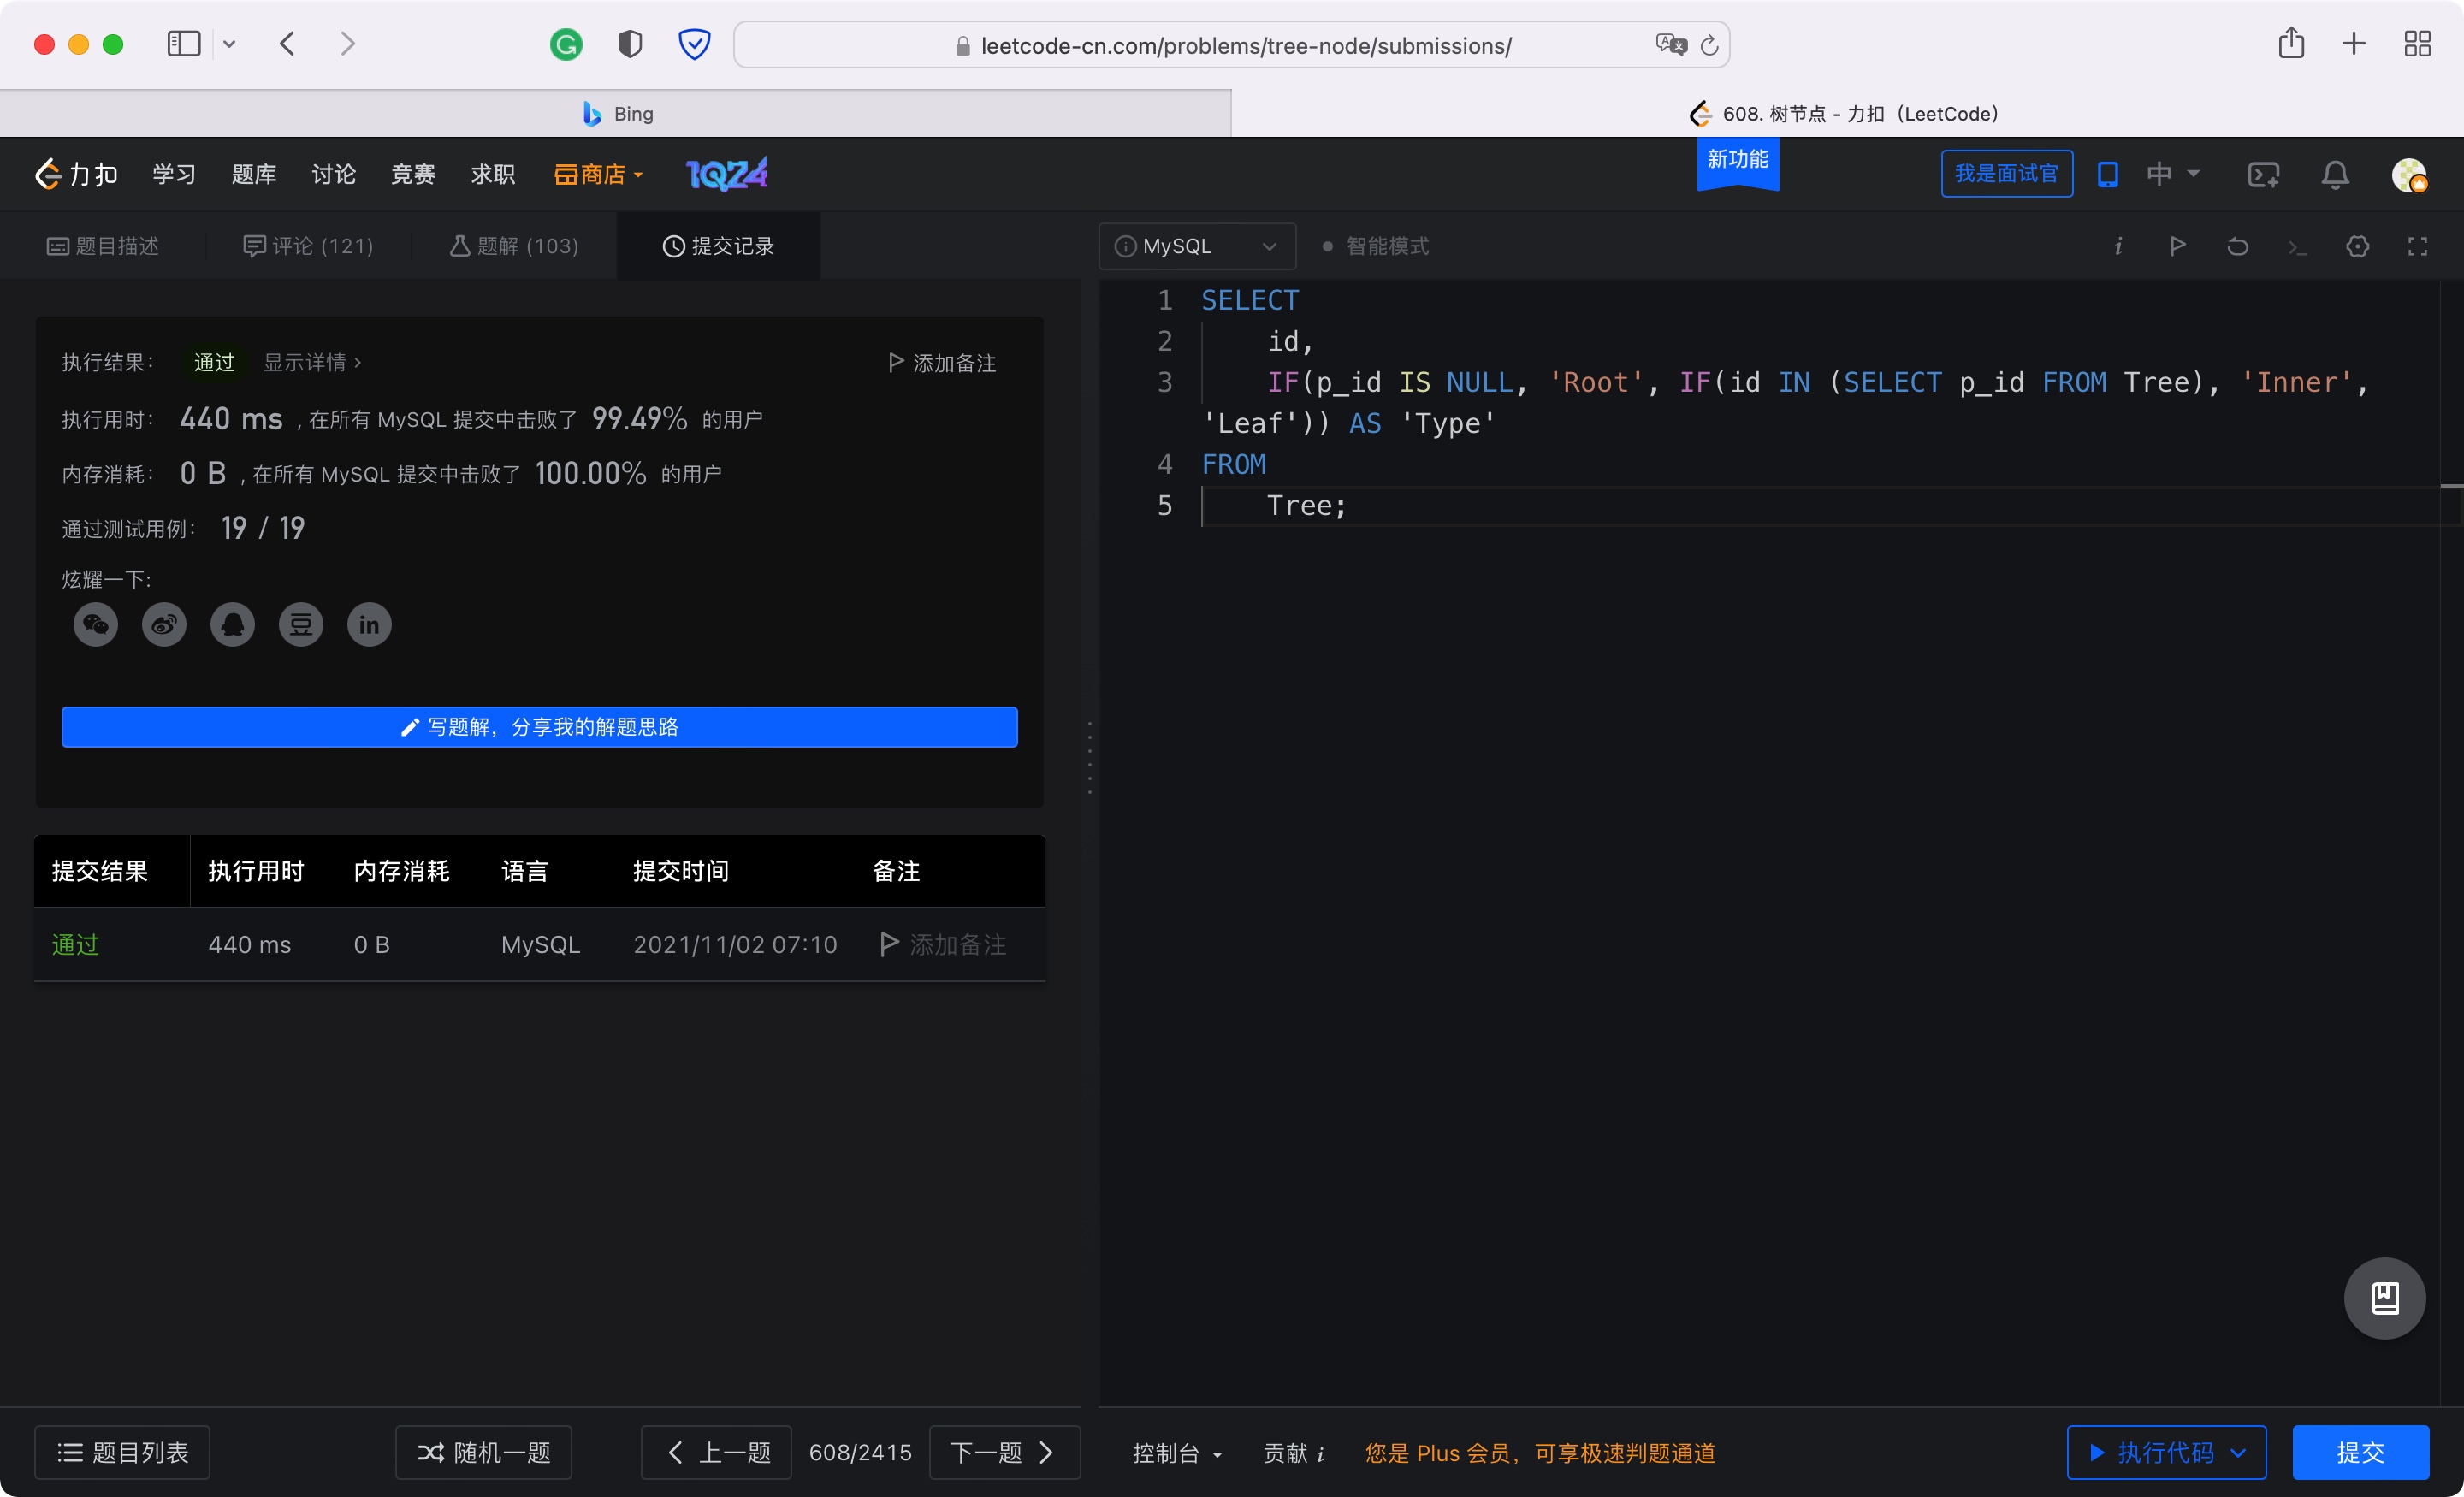 leetcode-cn.com/problems/tree-node/submissions/
Bing
608. 树节点 - 力扣（LeetCode）
力扣 学习 题库 讨论 竞赛 求职 商店 1024 新功能 我是面试官 中
题目描述 评论 (121) 题解 (103) 提交记录
MySQL 智能模式
执行结果： 通过 显示详情 › 添加备注
执行用时： 440 ms , 在所有 MySQL 提交中击败了 99.49% 的用户
内存消耗： 0 B , 在所有 MySQL 提交中击败了 100.00% 的用户
通过测试用例： 19 / 19
炫耀一下:
豆 in
写题解，分享我的解题思路
提交结果 执行用时 内存消耗 语言 提交时间 备注
通过 440 ms 0 B MySQL 2021/11/02 07:10 添加备注
1 SELECT
2 id,
3 IF(p_id IS NULL, 'Root', IF(id IN (SELECT p_id FROM Tree), 'Inner',
'Leaf')) AS 'Type'
4 FROM
5 Tree;
题目列表 随机一题 上一题 608/2415 下一题
控制台 贡献 i 您是 Plus 会员，可享极速判题通道 执行代码 提交